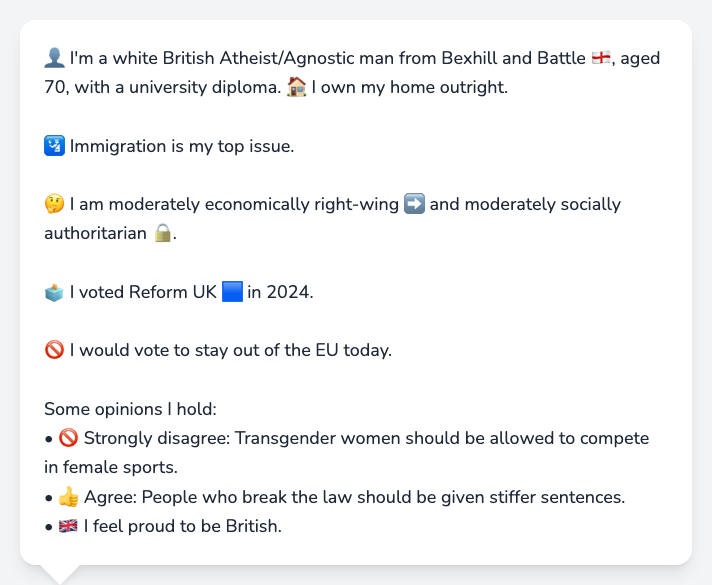 👤 I'm a white British Atheist/Agnostic man from Bexhill and Battle 🏴󠁧󠁢󠁥󠁮󠁧󠁿, aged
70, with a university diploma. 🏠 I own my home outright.
🛂 Immigration is my top issue.
🤔 I am moderately economically right-wing ➡️ and moderately socially
authoritarian 🔒.
🗳️ I voted Reform UK 🟦 in 2024.
🚫 I would vote to stay out of the EU today.
Some opinions I hold:
• 🚫 Strongly disagree: Transgender women should be allowed to compete
in female sports.
• 👍 Agree: People who break the law should be given stiffer sentences.
• 🇬🇧 I feel proud to be British.